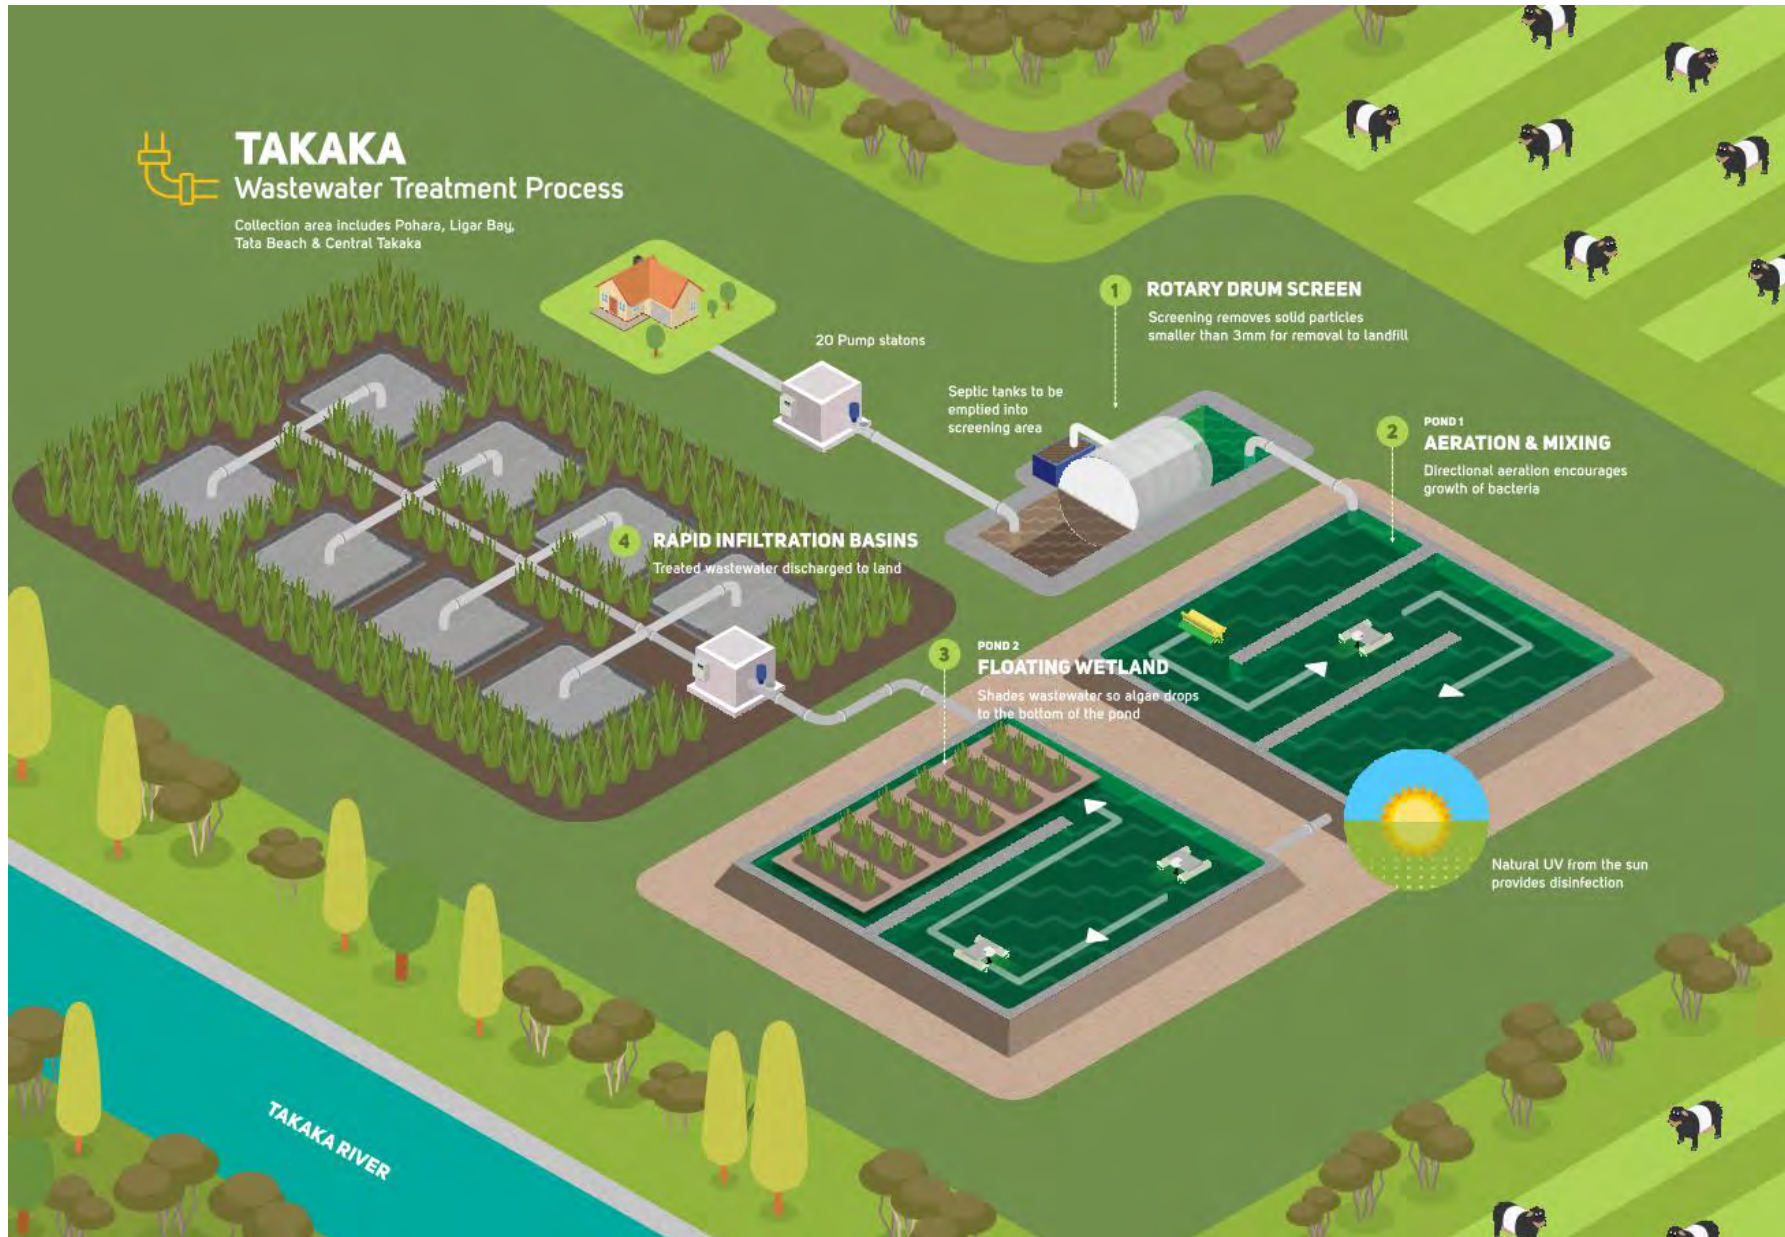 TAKAKA
Wastewater Treatment Process
Collection area includes Pohara, Ligar Bay,
Tata Beach & Central Takaka
20 Pump statons
1
ROTARY DRUM SCREEN
Screening removes solid particles
smaller than 3mm for removal to landfill
Septic tanks to be
emptied into
screening area
2
POND 1
AERATION & MIXING
Directional aeration encourages
growth of bacteria
4
RAPID INFILTRATION BASINS
Treated wastewater discharged to land
3
POND 2
FLOATING WETLAND
Shades wastewater so algae drops
to the bottom of the pond
Natural UV from the sun
provides disinfection
TAKAKA RIVER